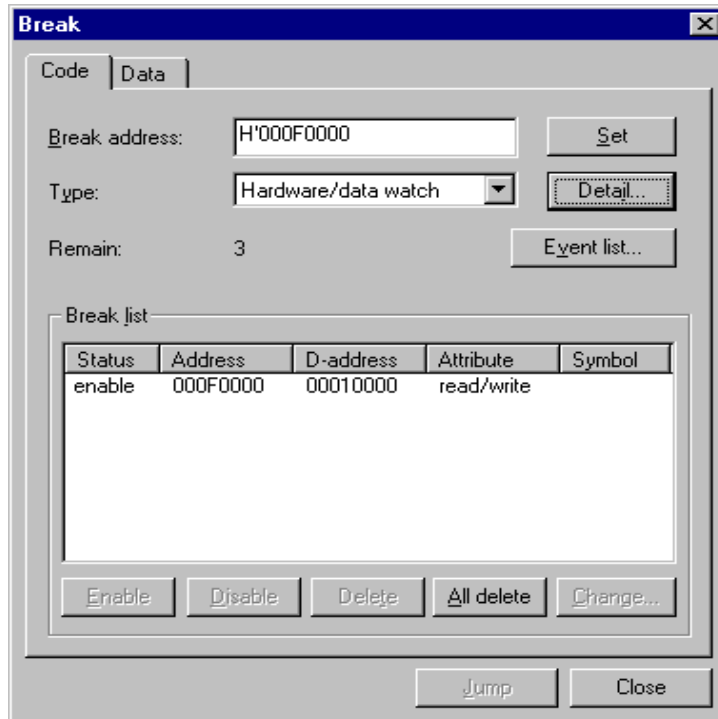 Break
Code Data
Break address: H'000F0000 Set
Type: Hardware/data watch Detail...
Remain: 3 Event list...
Break list
Status Address D-address Attribute Symbol
enable 000F0000 00010000 read/write
Enable Disable Delete All delete Change...
Jump Close